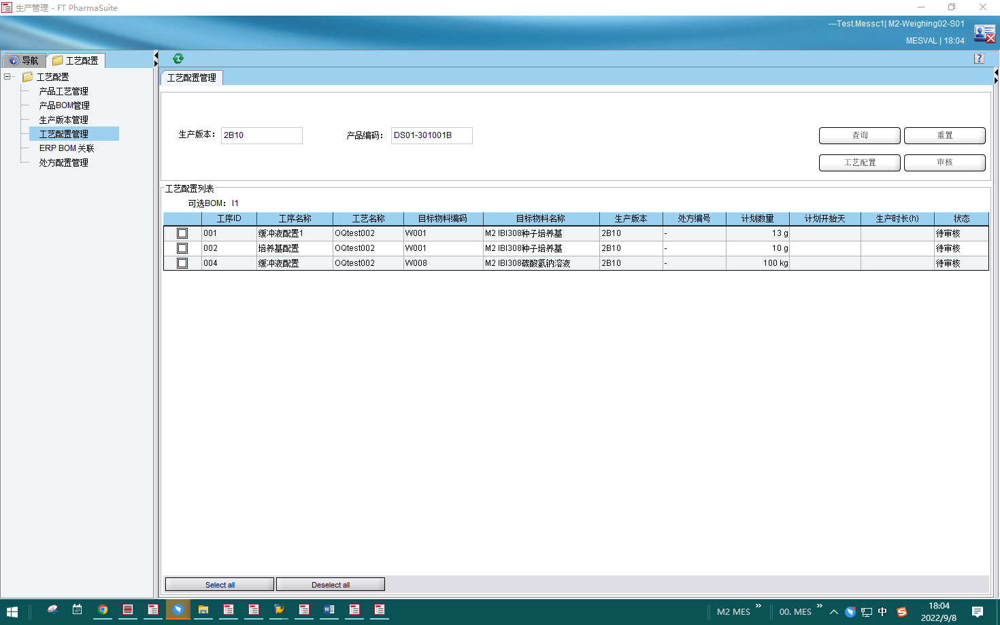 生产管理 - FT PharmaSuite
---Test.Messc1| M2-Weighing02-S01
MESVAL | 18:04
导航 工艺配置
工艺配置
产品工艺管理
产品BOM管理
生产版本管理
工艺配置管理
ERP BOM 关联
处方配置管理
?
工艺配置管理
生产版本： 2B10 产品编码： DS01-301001B 查询 重置
工艺配置 审核
工艺配置列表
可选BOM： I1
工序ID 工序名称 工艺名称 目标物料编码 目标物料名称 生产版本 处方编号 计划数量 计划开始天 生产时长(h) 状态
001 缓冲液配置1 OQtest002 W001 M2 IBI308种子培养基 2B10 - 13 g 待审核
002 培养基配置 OQtest002 W001 M2 IBI308种子培养基 2B10 - 10 g 待审核
004 缓冲液配置 OQtest002 W008 M2 IBI308碳酸氢钠溶液 2B10 - 100 kg 待审核
Select all Deselect all
M2 MES » 00. MES » 中 18:04
2022/9/8